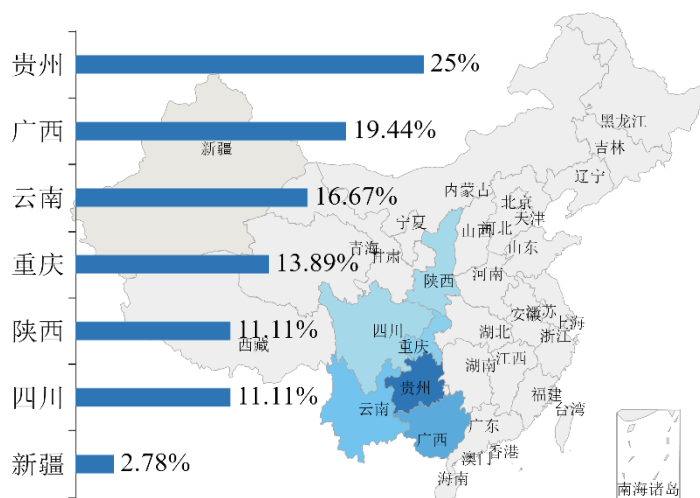 贵州
25%
广西
19.44%
云南
16.67%
重庆
13.89%
陕西
11.11%
四川
11.11%
新疆
2.78%
黑龙江
吉林
辽宁
新疆
内蒙古
北京
天津
宁夏
山西
河北
山东
青海
甘肃
陕西
河南
西藏
四川
重庆
湖北
安徽
江苏
上海
浙江
湖南
江西
贵州
云南
福建
台湾
广西
广东
澳门
香港
海南
南海诸岛